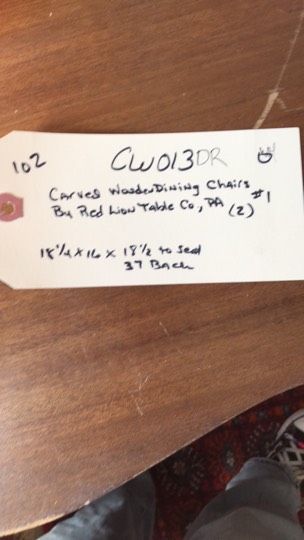 102
CW013DR
Carved Wooden Dining Chairs
By Red Lion Table Co, PA (2) #1
18 1/4 x 16 x 18 1/2 to Seat
37 Back